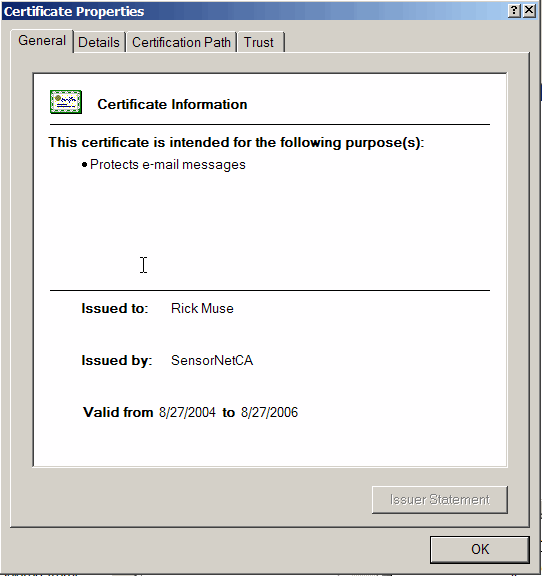 Certificate Properties
General Details Certification Path Trust
Certificate Information
This certificate is intended for the following purpose(s):
• Protects e-mail messages
Issued to: Rick Muse
Issued by: SensorNetCA
Valid from 8/27/2004 to 8/27/2006
Issuer Statement
OK